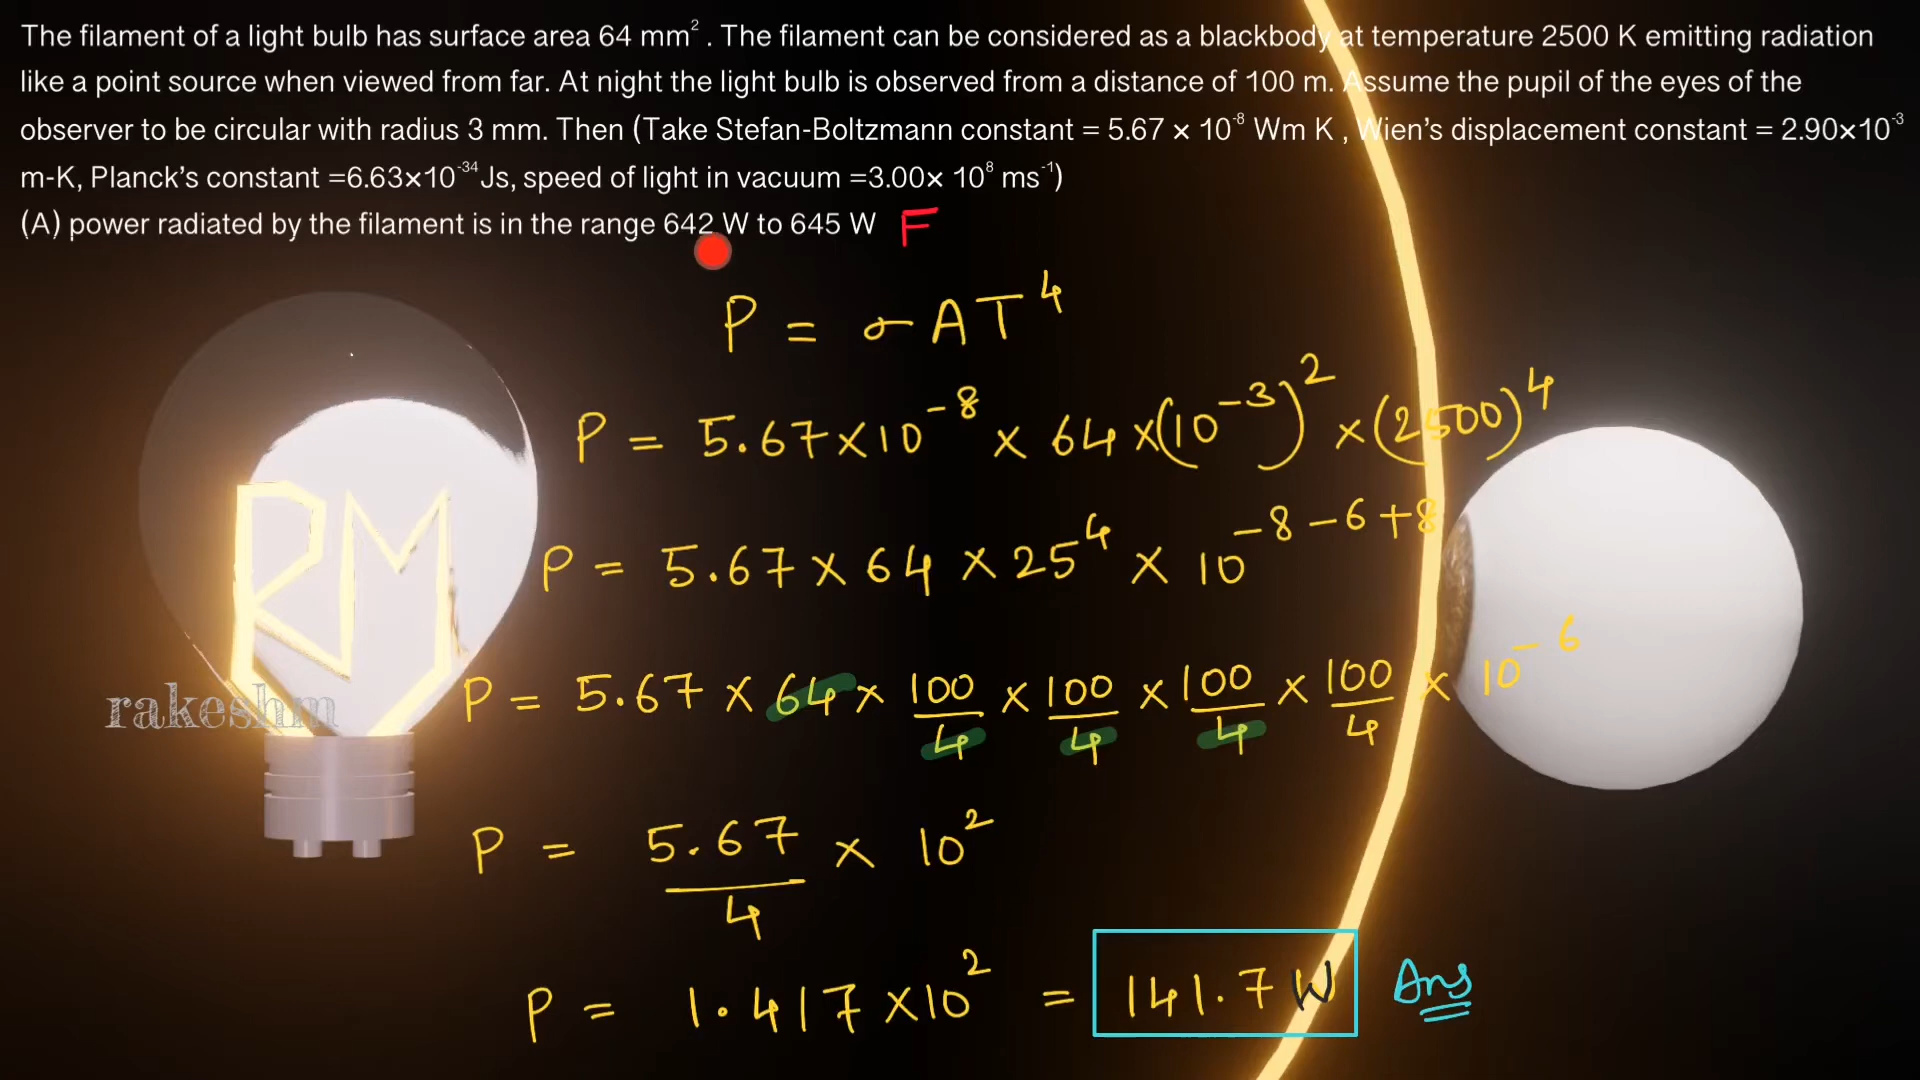 The filament of a light bulb has surface area 64 mm². The filament can be considered as a blackbody at temperature 2500 K emitting radiation
like a point source when viewed from far. At night the light bulb is observed from a distance of 100 m. Assume the pupil of the eyes of the
observer to be circular with radius 3 mm. Then (Take Stefan-Boltzmann constant = 5.67 × 10⁻⁸ Wm K , Wien's displacement constant = 2.90×10⁻³
m-K, Planck's constant =6.63×10⁻³⁴ Js, speed of light in vacuum =3.00× 10⁸ ms⁻¹)
(A) power radiated by the filament is in the range 642 W to 645 W F
P = σAT⁴
P = 5.67×10⁻⁸ × 64 ×(10⁻³)² ×(2500)⁴
P = 5.67 × 64 × 25⁴ × 10⁻⁸⁻⁶⁺⁸
RM
P = 5.67 × 64 × 100/4 × 100/4 × 100/4 × 100/4 × 10⁻⁶
rakeshm
P = 5.67/4 × 10²
P = 1.417×10² = 141.7 W Ans